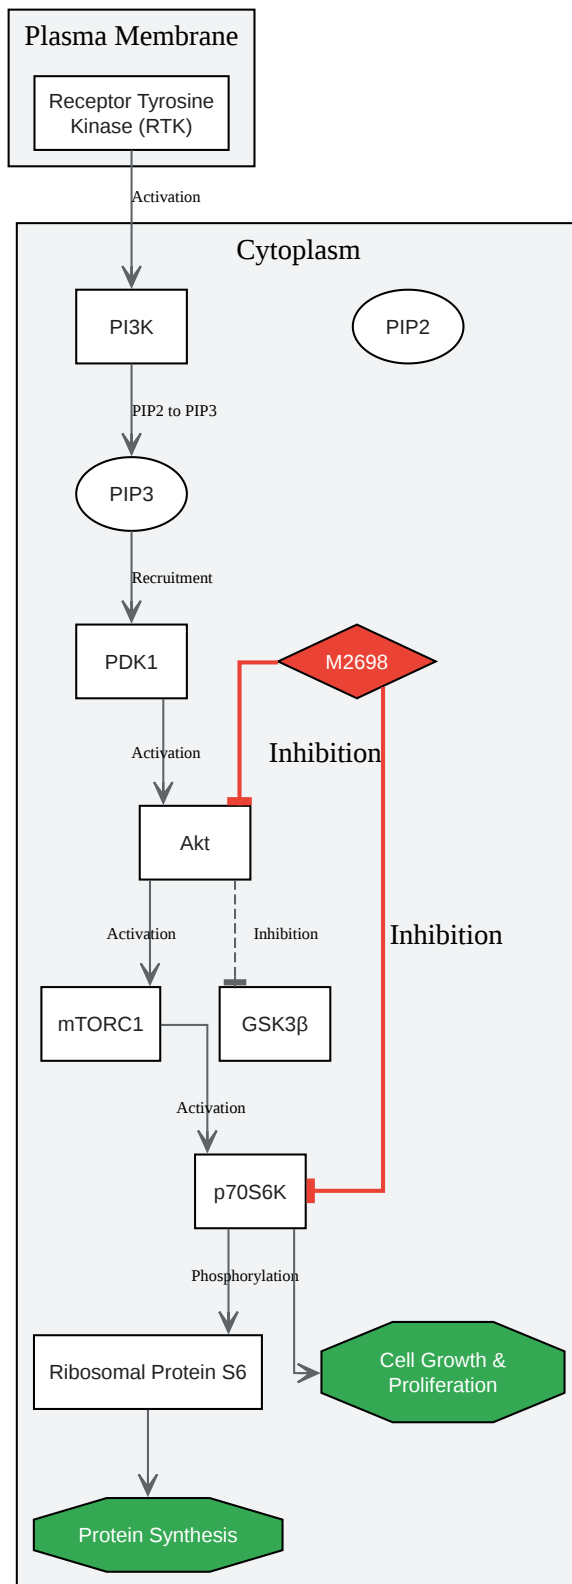 Plasma Membrane
Receptor Tyrosine
Kinase (RTK)
Activation
Cytoplasm
PI3K
PIP2
PIP2 to PIP3
PIP3
Recruitment
PDK1
M2698
Activation
Inhibition
Akt
Activation
Inhibition
Inhibition
mTORC1
GSK3β
Activation
p70S6K
Phosphorylation
Ribosomal Protein S6
Cell Growth &
Proliferation
Protein Synthesis